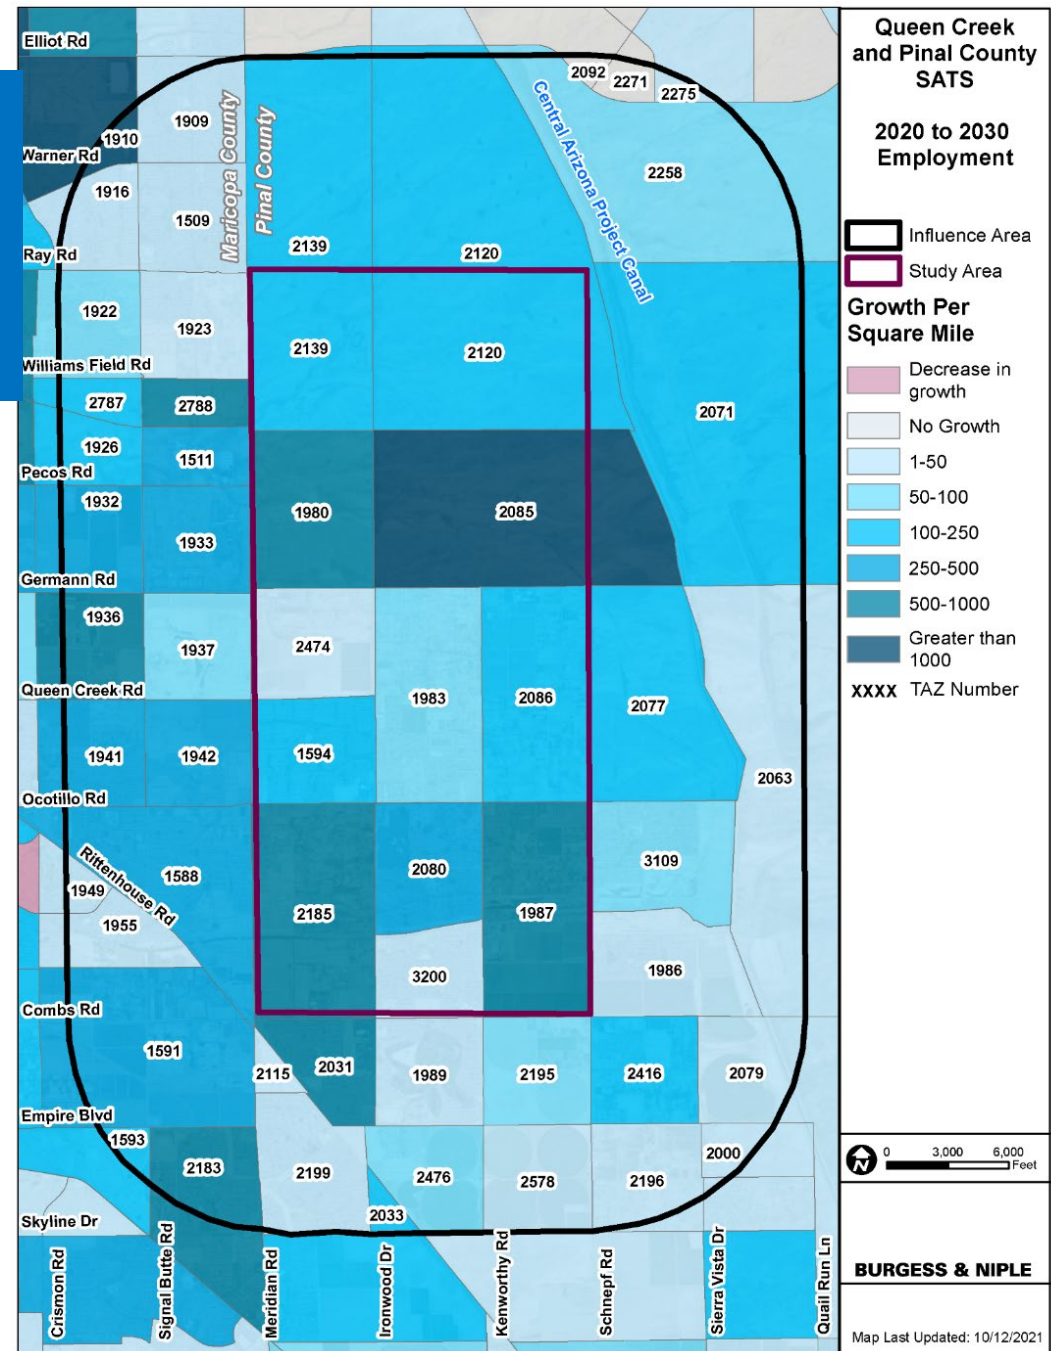 Queen Creek
and Pinal County
SATS
2020 to 2030
Employment
Influence Area
Study Area
Growth Per
Square Mile
Decrease in
growth
No Growth
1-50
50-100
100-250
250-500
500-1000
Greater than
1000
XXXX TAZ Number
Elliot Rd
2092
2271
2275
1909
1910
Warner Rd
Maricopa County
Pinal County
Central Arizona Project Canal
2258
1916
1509
Ray Rd
2139
2120
1922
1923
2139
2120
Williams Field Rd
2787
2788
2071
1926
1511
Pecos Rd
1932
1980
2085
1933
Germann Rd
1936
1937
2474
Queen Creek Rd
1983
2086
2077
1941
1942
1594
2063
Ocotillo Rd
Rittenhouse Rd
1588
2080
3109
1949
1955
2185
1987
3200
1986
Combs Rd
1591
2115
2031
1989
2195
2416
2079
Empire Blvd
1593
2183
2199
2476
2578
2196
2000
2033
Skyline Dr
Crismon Rd
Signal Butte Rd
Meridian Rd
Ironwood Dr
Kenworthy Rd
Schnepf Rd
Sierra Vista Dr
Quail Run Ln
N
0 3,000 6,000
Feet
BURGESS & NIPLE
Map Last Updated: 10/12/2021